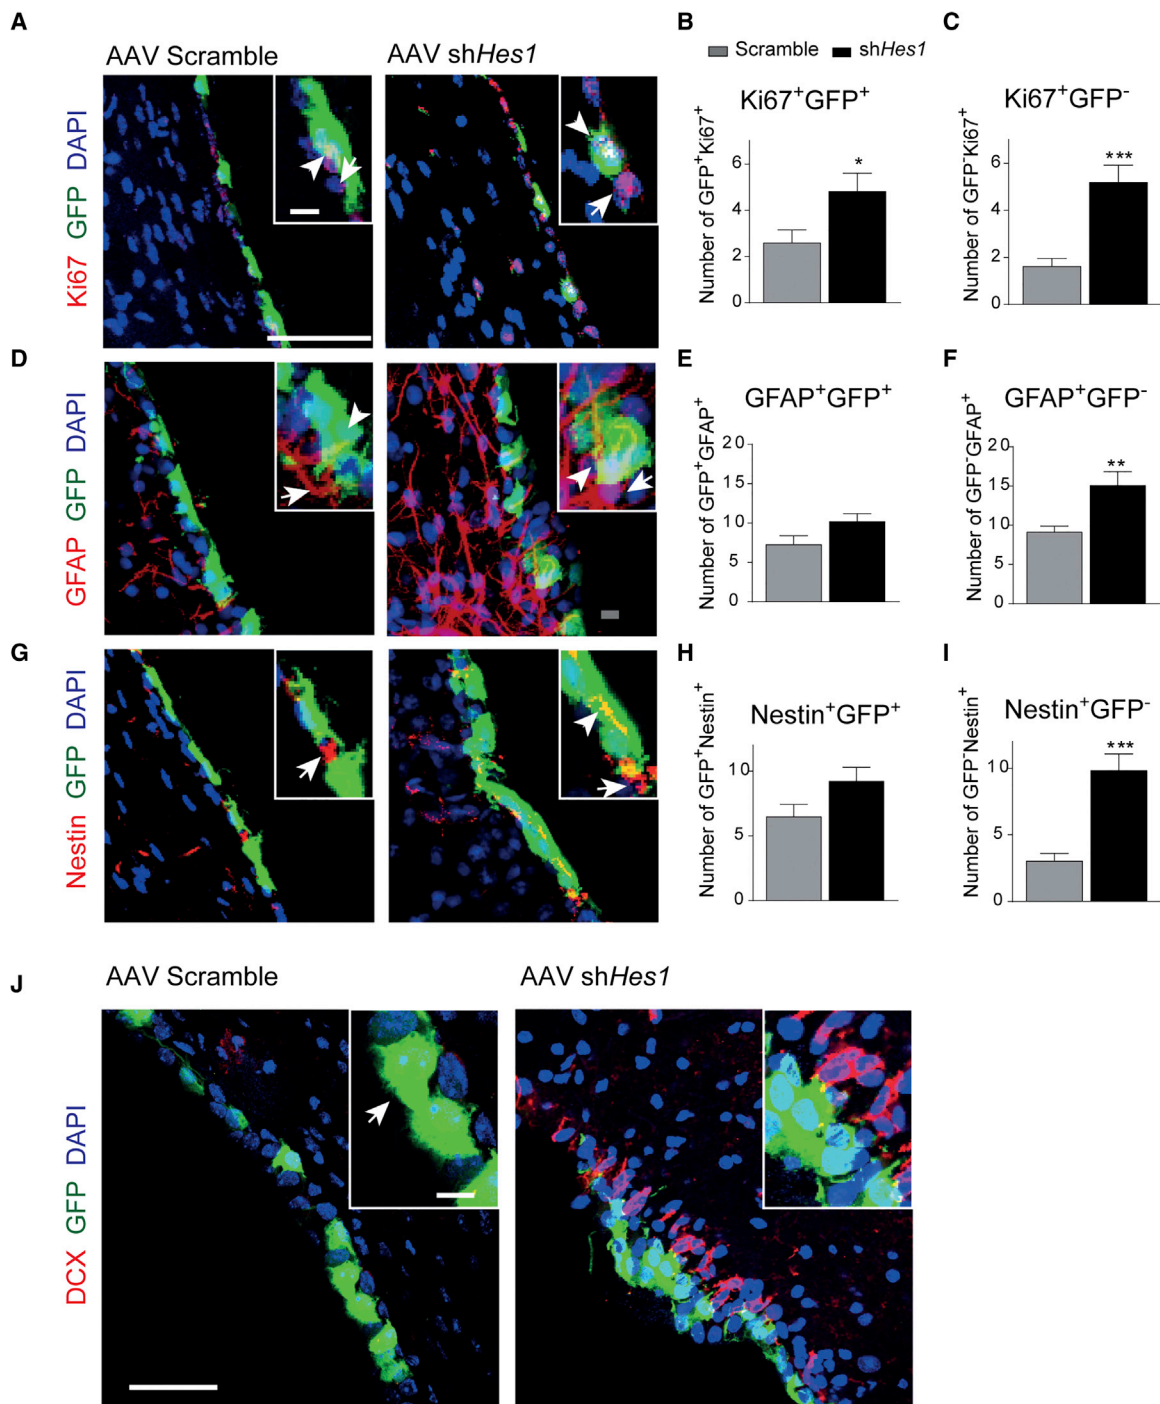 A
AAV Scramble
AAV shHes1
Ki67 GFP DAPI
B
Scramble
shHes1
Ki67+GFP+
Number of GFP+Ki67+
6
4
2
0
*
C
Ki67+GFP-
Number of GFP-Ki67+
6
4
2
0
***
D
GFAP GFP DAPI
E
GFAP+GFP+
Number of GFP+GFAP+
20
15
10
5
0
F
GFAP+GFP-
Number of GFP-GFAP+
20
15
10
5
0
**
G
Nestin GFP DAPI
H
Nestin+GFP+
Number of GFP+Nestin+
10
5
0
I
Nestin+GFP-
Number of GFP-Nestin+
10
5
0
***
J
AAV Scramble
AAV shHes1
DCX GFP DAPI